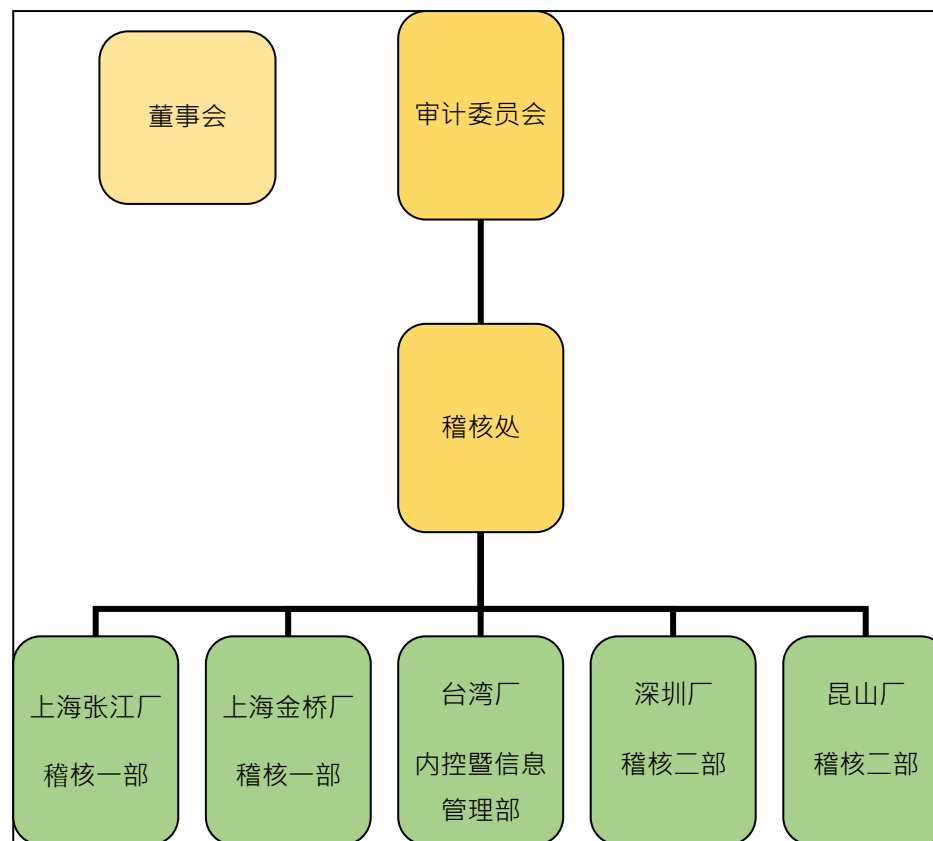 董事会
审计委员会
稽核处
上海张江厂
稽核一部
上海金桥厂
稽核一部
台湾厂
内控暨信息
管理部
深圳厂
稽核二部
昆山厂
稽核二部